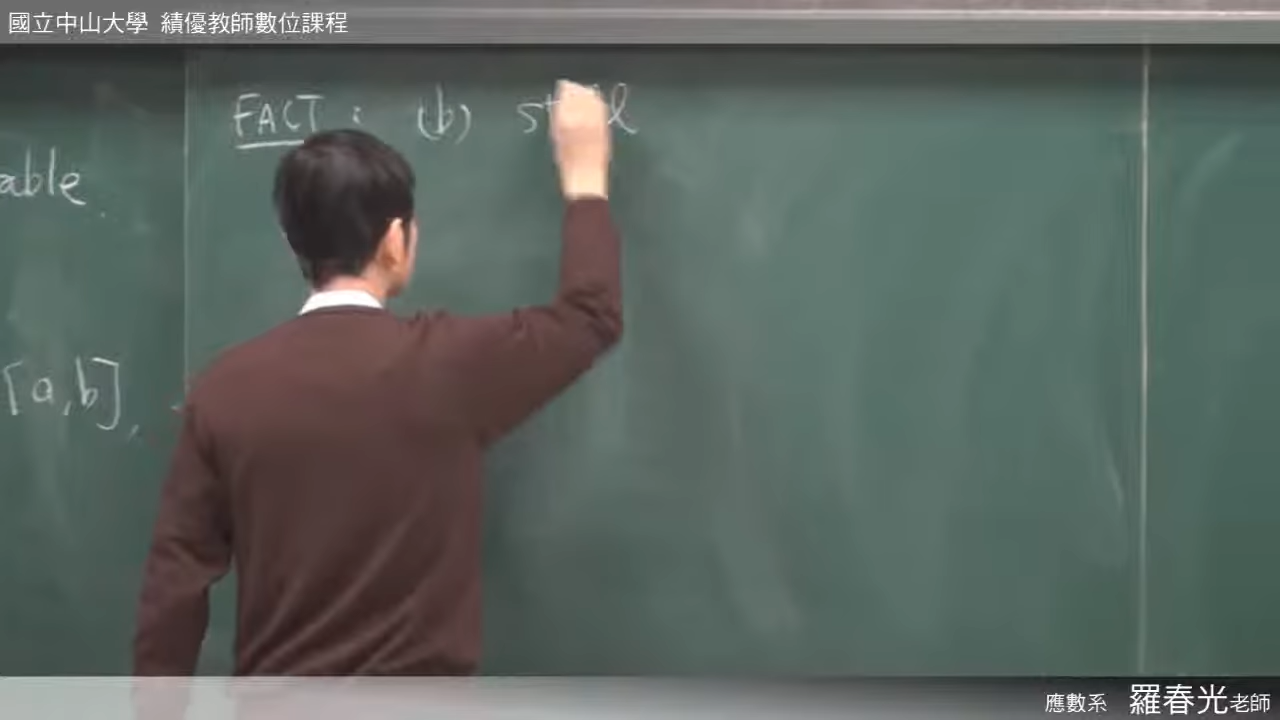 國立中山大學 績優教師數位課程
able.
[a,b],
FACT : (b)
應數系 羅春光老師